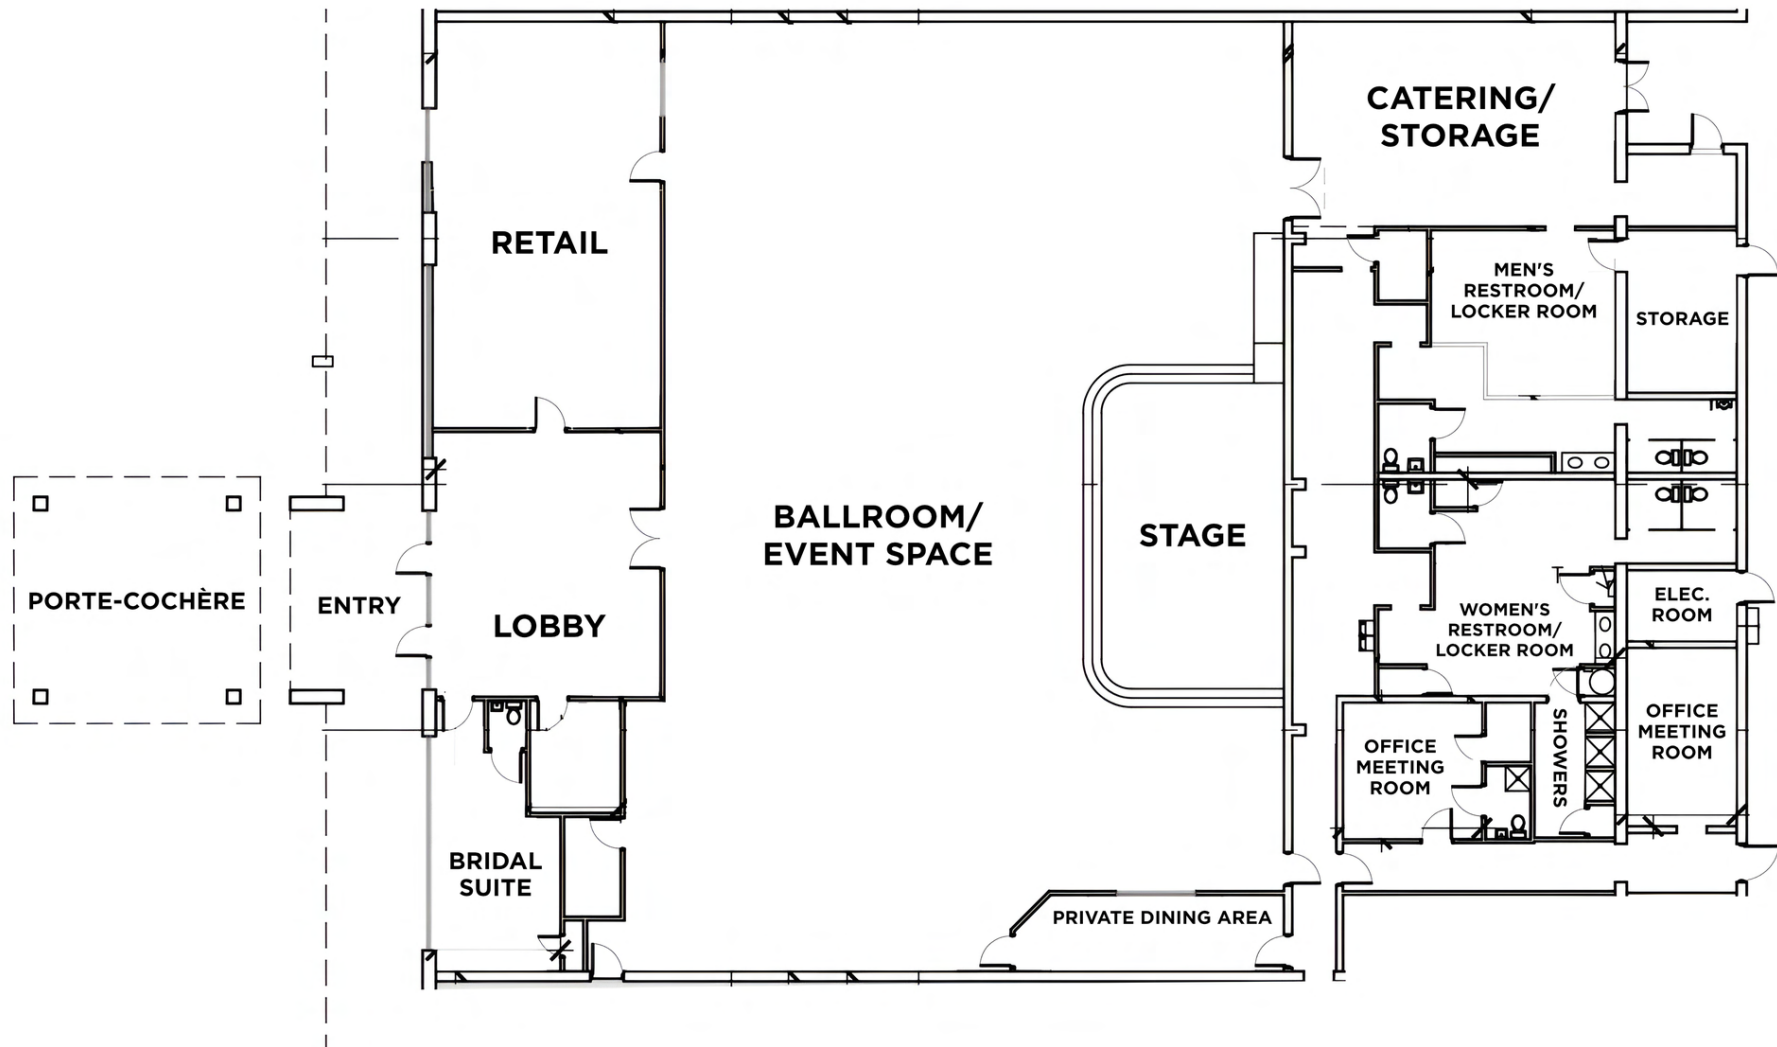 CATERING/
STORAGE
RETAIL
MEN'S
RESTROOM/
LOCKER ROOM
STORAGE
BALLROOM/
EVENT SPACE
STAGE
PORTE-COCHÈRE
ENTRY
LOBBY
ELEC.
ROOM
WOMEN'S
RESTROOM/
LOCKER ROOM
OFFICE
MEETING
ROOM
SHOWERS
OFFICE
MEETING
ROOM
BRIDAL
SUITE
PRIVATE DINING AREA